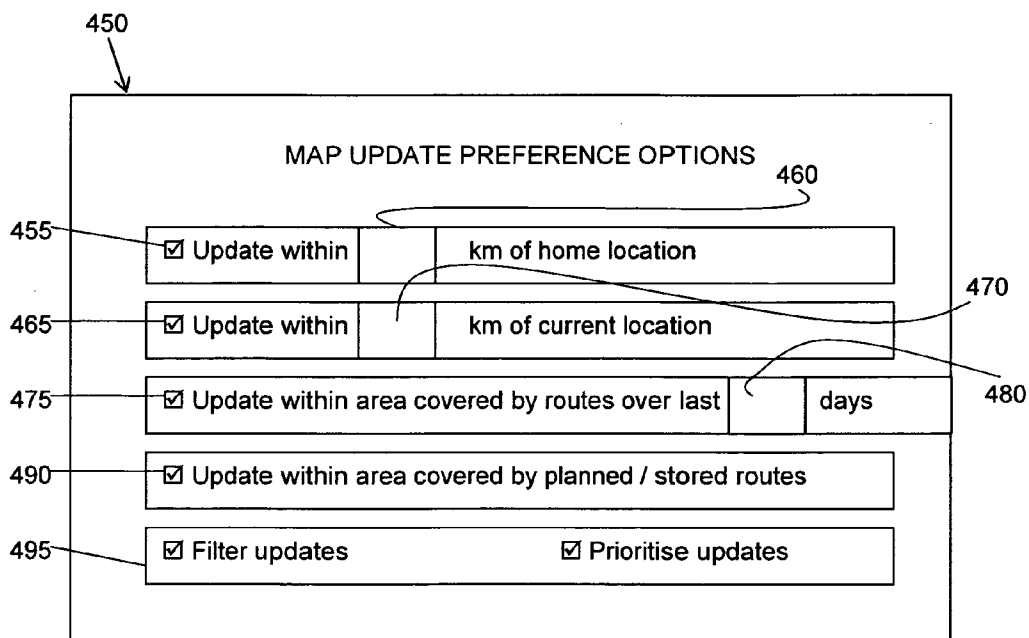 450
MAP UPDATE PREFERENCE OPTIONS
460
455 ☑ Update within km of home location
470
465 ☑ Update within km of current location
475 ☑ Update within area covered by routes over last days
480
490 ☑ Update within area covered by planned / stored routes
495 ☑ Filter updates ☑ Prioritise updates